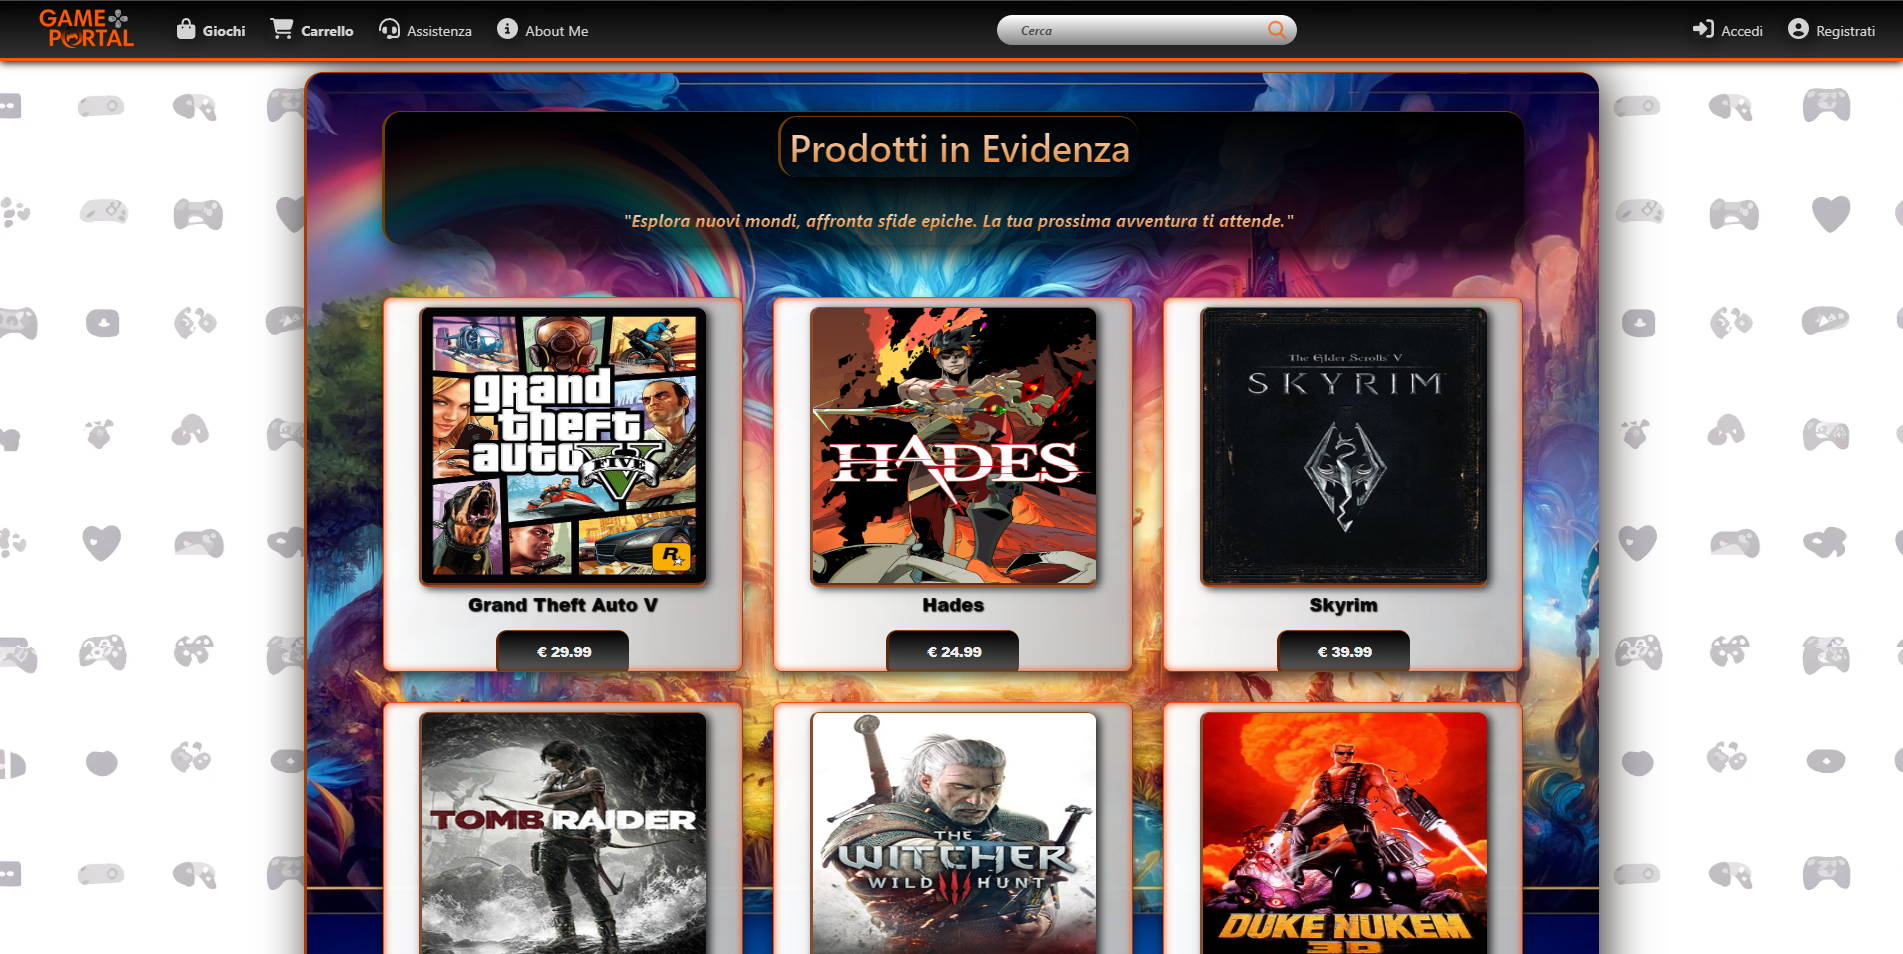 GAME
PORTAL
Giochi
Carrello
Assistenza
About Me
Cerca
Accedi
Registrati
Prodotti in Evidenza
"Esplora nuovi mondi, affronta sfide epiche. La tua prossima avventura ti attende."
grand
theft
auto
FIVE
V
R
Grand Theft Auto V
€ 29.99
HADES
Hades
€ 24.99
The Elder Scrolls V
SKYRIM
Skyrim
€ 39.99
TOMB RAIDER
THE
WITCHER
WILD III HUNT
DUKE NUKEM
3D